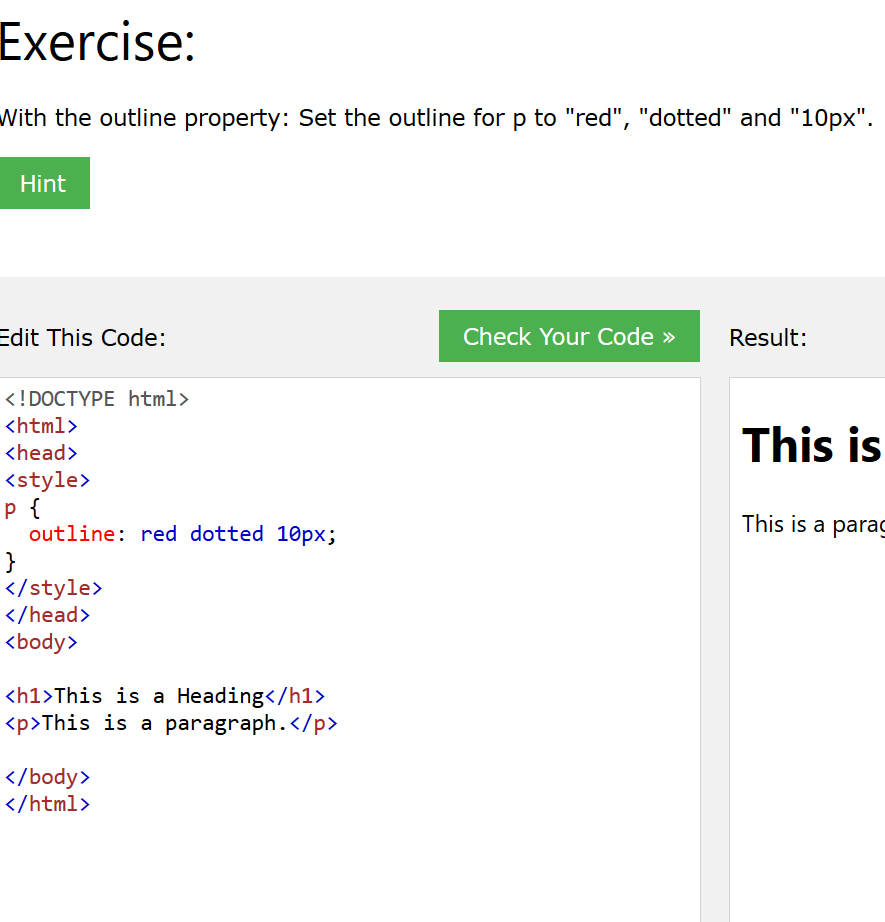 Exercise:
With the outline property: Set the outline for p to "red", "dotted" and "10px".
Hint
Edit This Code:
Check Your Code »
Result:
<!DOCTYPE html>
<html>
<head>
<style>
p {
  outline: red dotted 10px;
}
</style>
</head>
<body>
<h1>This is a Heading</h1>
<p>This is a paragraph.</p>
</body>
</html>
This is
This is a parag